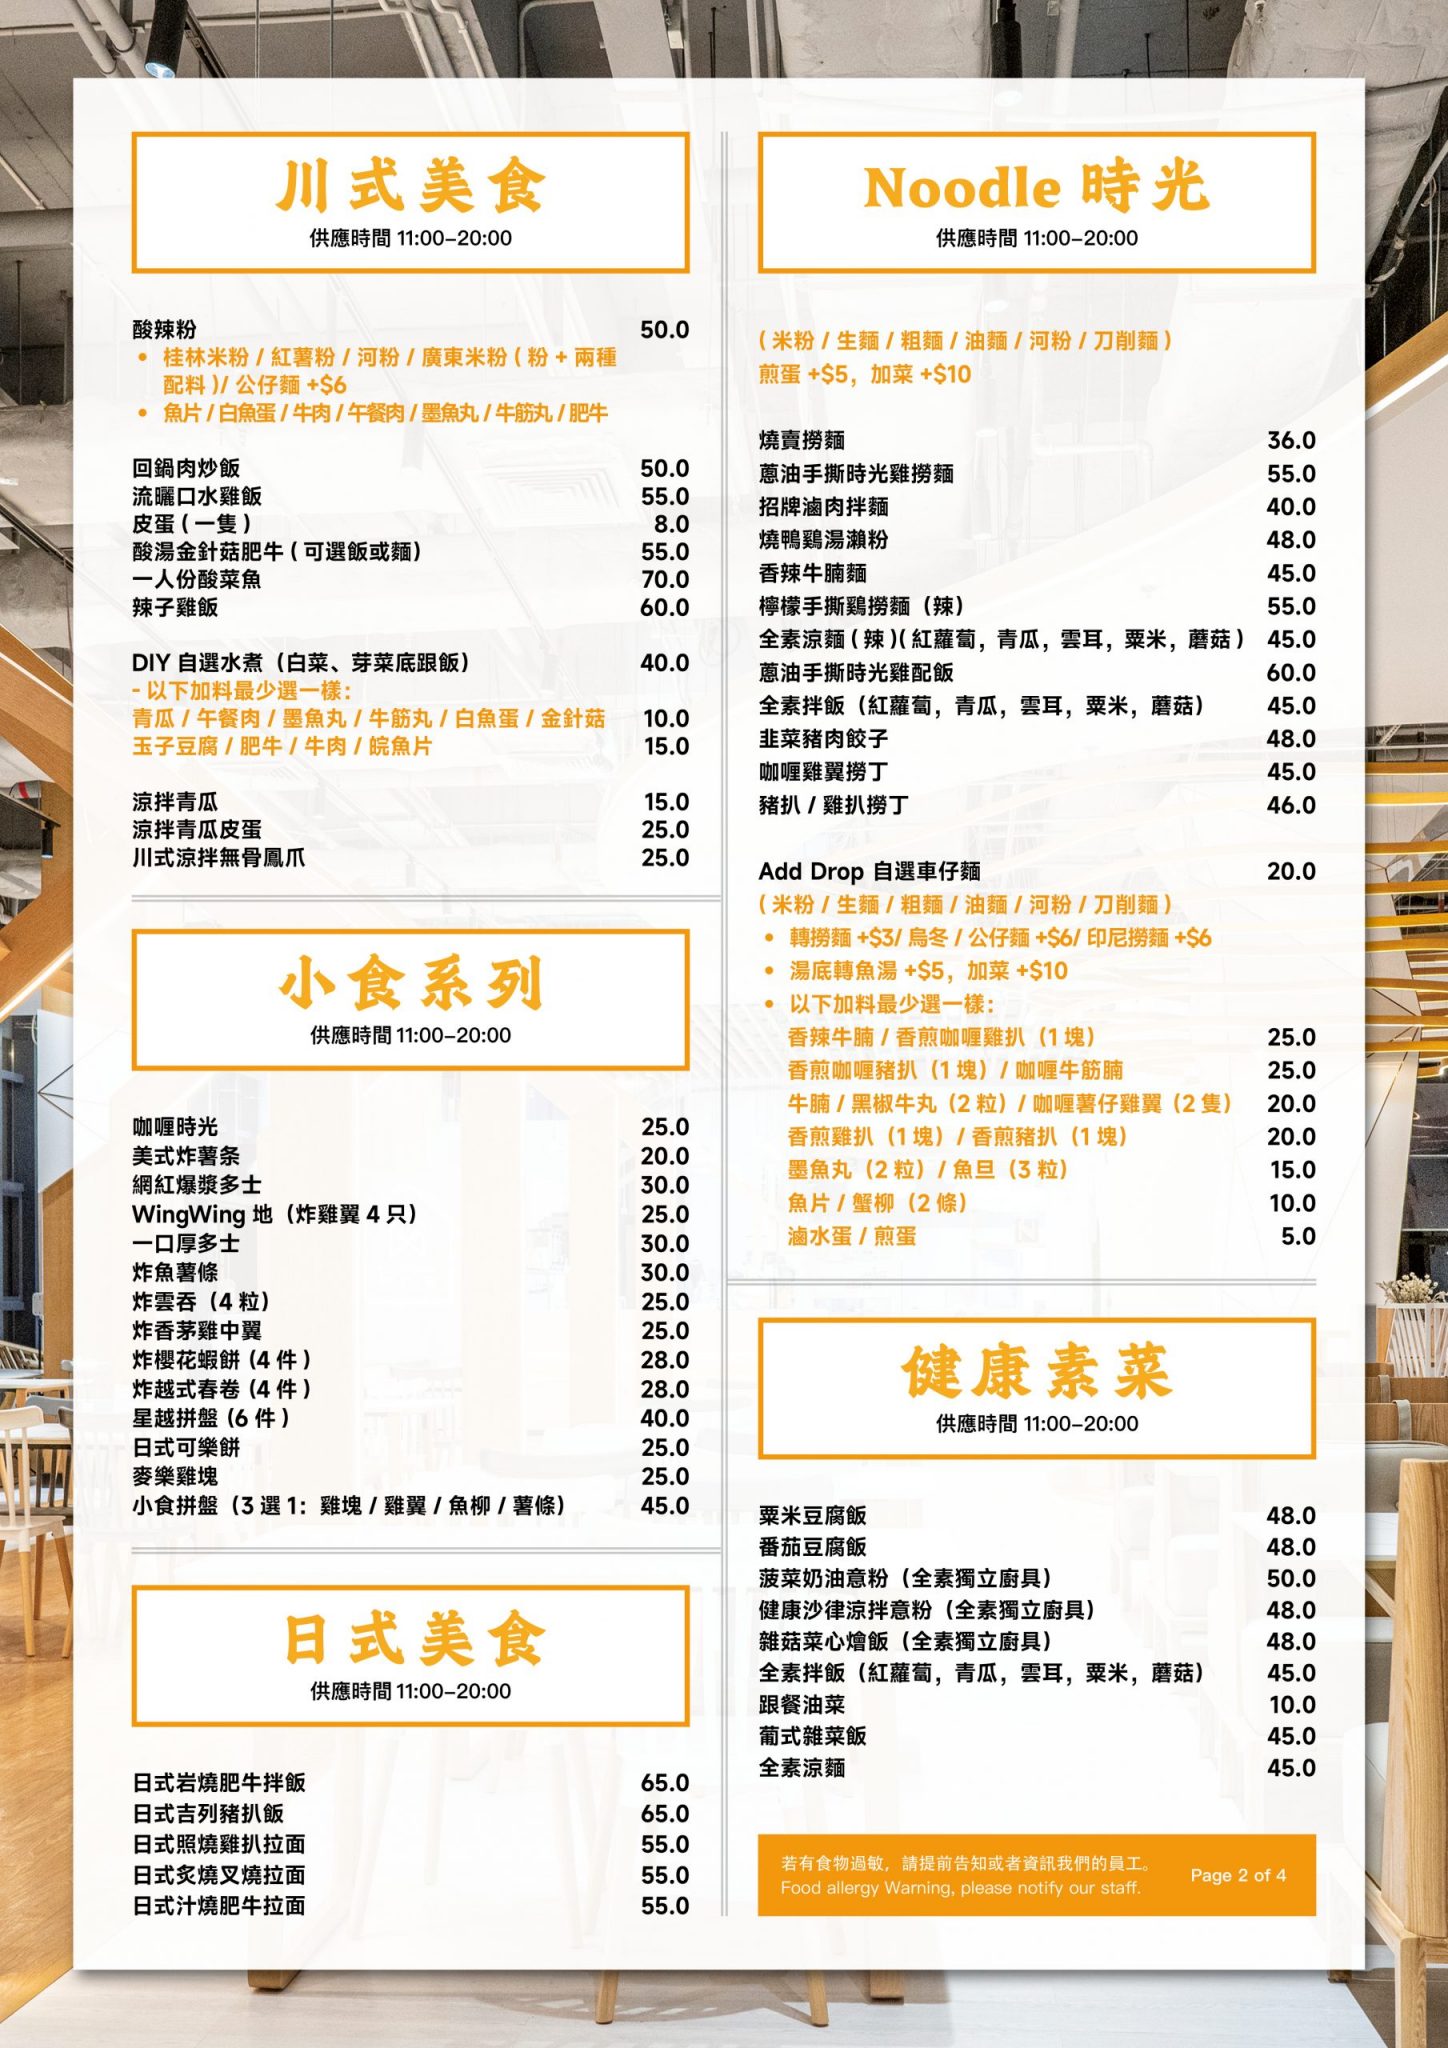 川式美食
供應時間 11:00–20:00
酸辣粉 50.0
• 桂林米粉 / 紅薯粉 / 河粉 / 廣東米粉 ( 粉 + 兩種
配料 )/ 公仔麵 +$6
• 魚片 / 白魚蛋 / 牛肉 / 午餐肉 / 墨魚丸 / 牛筋丸 / 肥牛
回鍋肉炒飯 50.0
流曬口水雞飯 55.0
皮蛋 ( 一隻 ) 8.0
酸湯金針菇肥牛 ( 可選飯或麵） 55.0
一人份酸菜魚 70.0
辣子雞飯 60.0
DIY 自選水煮（白菜、芽菜底跟飯） 40.0
- 以下加料最少選一樣：
青瓜 / 午餐肉 / 墨魚丸 / 牛筋丸 / 白魚蛋 / 金針菇 10.0
玉子豆腐 / 肥牛 / 牛肉 / 皖魚片 15.0
涼拌青瓜 15.0
涼拌青瓜皮蛋 25.0
川式涼拌無骨鳳爪 25.0
小食系列
供應時間 11:00–20:00
咖喱時光 25.0
美式炸薯条 20.0
網紅爆漿多士 30.0
WingWing 地（炸雞翼 4 只） 25.0
一口厚多士 30.0
炸魚薯條 30.0
炸雲吞（4 粒） 25.0
炸香茅雞中翼 25.0
炸櫻花蝦餅 (4 件 ) 28.0
炸越式春卷 (4 件 ) 28.0
星越拼盤 (6 件 ) 40.0
日式可樂餅 25.0
麥樂雞塊 25.0
小食拼盤（3 選 1：雞塊 / 雞翼 / 魚柳 / 薯條） 45.0
日式美食
供應時間 11:00–20:00
日式岩燒肥牛拌飯 65.0
日式吉列豬扒飯 65.0
日式照燒雞扒拉面 55.0
日式炙燒叉燒拉面 55.0
日式汁燒肥牛拉面 55.0
Noodle 時光
供應時間 11:00–20:00
( 米粉 / 生麵 / 粗麵 / 油麵 / 河粉 / 刀削麵 )
煎蛋 +$5，加菜 +$10
燒賣撈麵 36.0
蔥油手撕時光雞撈麵 55.0
招牌滷肉拌麵 40.0
燒鴨鷄湯瀨粉 48.0
香辣牛腩麵 45.0
檸檬手撕鷄撈麵（辣） 55.0
全素涼麵 ( 辣 )( 紅蘿蔔，青瓜，雲耳，粟米，蘑菇 ) 45.0
蔥油手撕時光雞配飯 60.0
全素拌飯（紅蘿蔔，青瓜，雲耳，粟米，蘑菇） 45.0
韭菜豬肉餃子 48.0
咖喱雞翼撈丁 45.0
豬扒 / 雞扒撈丁 46.0
Add Drop 自選車仔麵 20.0
( 米粉 / 生麵 / 粗麵 / 油麵 / 河粉 / 刀削麵 )
• 轉撈麵 +$3/ 烏冬 / 公仔麵 +$6/ 印尼撈麵 +$6
• 湯底轉魚湯 +$5，加菜 +$10
• 以下加料最少選一樣：
香辣牛腩 / 香煎咖喱雞扒（1 塊） 25.0
香煎咖喱豬扒（1 塊）/ 咖喱牛筋腩 25.0
牛腩 / 黑椒牛丸（2 粒）/ 咖喱薯仔雞翼（2 隻） 20.0
香煎雞扒（1 塊）/ 香煎豬扒（1 塊） 20.0
墨魚丸（2 粒）/ 魚旦（3 粒） 15.0
魚片 / 蟹柳（2 條） 10.0
滷水蛋 / 煎蛋 5.0
健康素菜
供應時間 11:00–20:00
粟米豆腐飯 48.0
番茄豆腐飯 48.0
菠菜奶油意粉（全素獨立廚具） 50.0
健康沙律涼拌意粉（全素獨立廚具） 48.0
雜菇菜心燴飯（全素獨立廚具） 48.0
全素拌飯（紅蘿蔔，青瓜，雲耳，粟米，蘑菇） 45.0
跟餐油菜 10.0
葡式雜菜飯 45.0
全素涼麵 45.0
若有食物過敏，請提前告知或者資訊我們的員工。
Food allergy Warning, please notify our staff.
Page 2 of 4